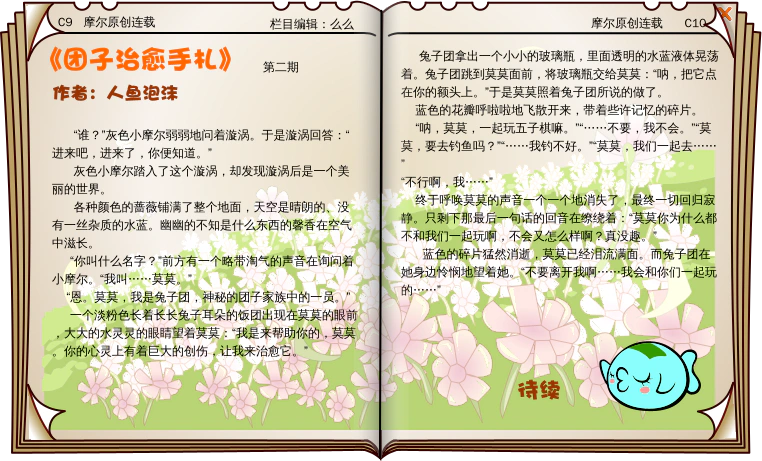 C9 摩尔原创连载
栏目编辑：么么
《团子治愈手札》
第二期
作者：人鱼泡沫
“谁？”灰色小摩尔弱弱地问着漩涡。于是漩涡回答：“
进来吧，进来了，你便知道。”
灰色小摩尔踏入了这个漩涡，却发现漩涡后是一个美
丽的世界。
各种颜色的蔷薇铺满了整个地面，天空是晴朗的、没
有一丝杂质的水蓝。幽幽的不知是什么东西的馨香在空气
中滋长。
“你叫什么名字？”前方有一个略带淘气的声音在询问着
小摩尔。“我叫……莫莫。”
“恩。莫莫，我是兔子团，神秘的团子家族中的一员。”
一个淡粉色长着长长兔子耳朵的饭团出现在莫莫的眼前
，大大的水灵灵的眼睛望着莫莫：“我是来帮助你的，莫莫
。你的心灵上有着巨大的创伤，让我来治愈它。”
摩尔原创连载 C10
兔子团拿出一个小小的玻璃瓶，里面透明的水蓝液体晃荡
着。兔子团跳到莫莫面前，将玻璃瓶交给莫莫：“呐，把它点
在你的额头上。”于是莫莫照着兔子团所说的做了。
蓝色的花瓣呼啦啦地飞散开来，带着些许记忆的碎片。
“呐，莫莫，一起玩五子棋嘛。”“……不要，我不会。”“莫
莫，要去钓鱼吗？”“……我钓不好。”“莫莫，我们一起去……
”
“不行啊，我……”
终于呼唤莫莫的声音一个一个地消失了，最终一切回归寂
静。只剩下那最后一句话的回音在缭绕着：“莫莫你为什么都
不和我们一起玩啊，不会又怎么样啊？真没趣。”
蓝色的碎片猛然消逝，莫莫已经泪流满面。而兔子团在
她身边怜悯地望着她。“不要离开我啊……我会和你们一起玩
的……”
待续